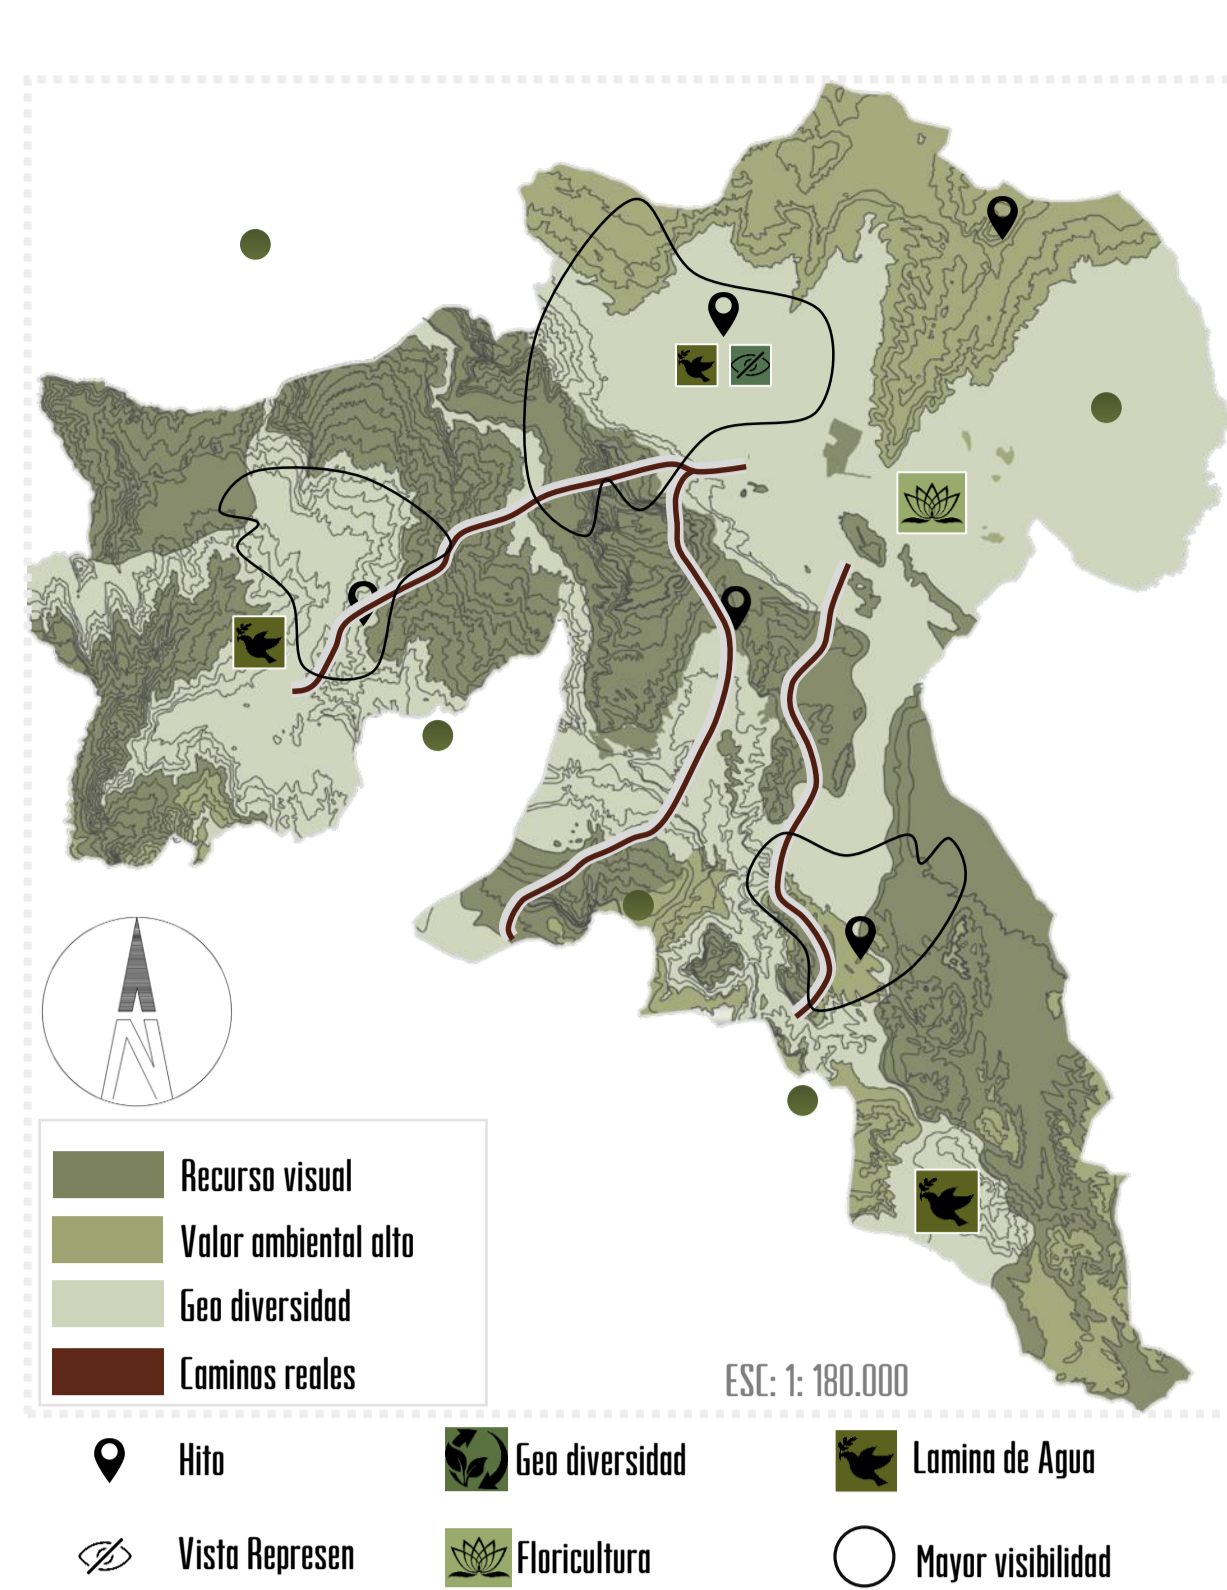 Recurso visual
Valor ambiental alto
Geo diversidad
Caminos reales
ESC: 1: 180.000
Hito
Geo diversidad
Lamina de Agua
Vista Represen
Floricultura
Mayor visibilidad